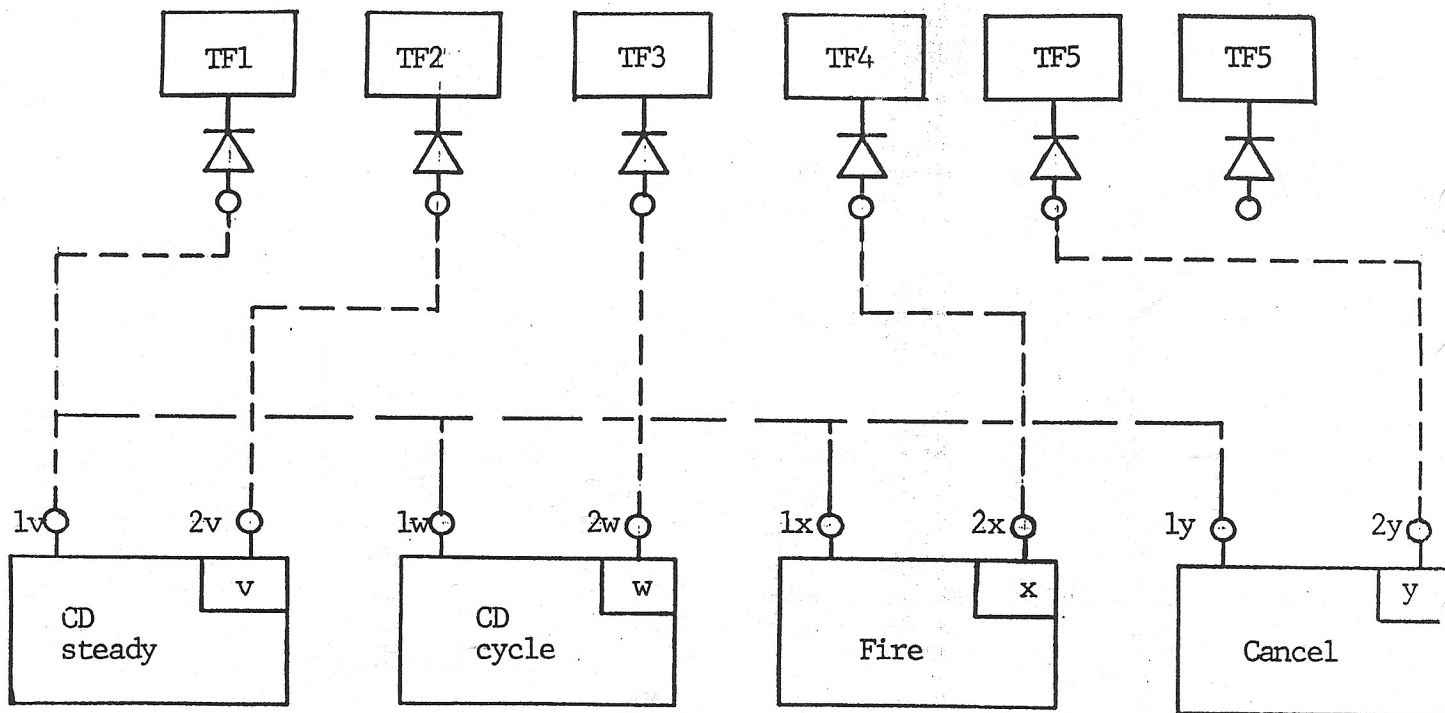 TF1 TF2 TF3 TF4 TF5 TF5
1v 2v 1w 2w 1x 2x 1y 2y
v w x y
CD
steady
CD
cycle
Fire
Cancel